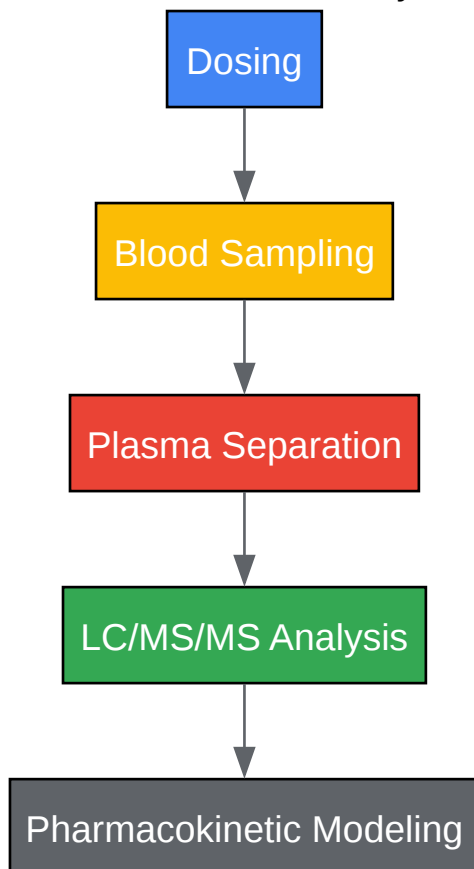 Dosing
Blood Sampling
Plasma Separation
LC/MS/MS Analysis
Pharmacokinetic Modeling